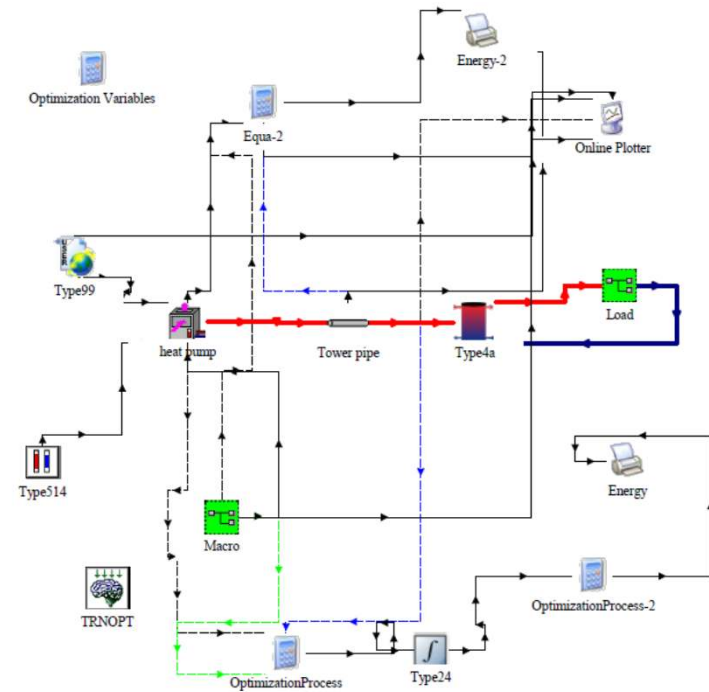 Energy-2
Optimization Variables
Equa-2
Online Plotter
Type99
Load
heat pump
Tower pipe
Type4a
Type514
Energy
Macro
TRNOPT
OptimizationProcess-2
OptimizationProcess
Type24